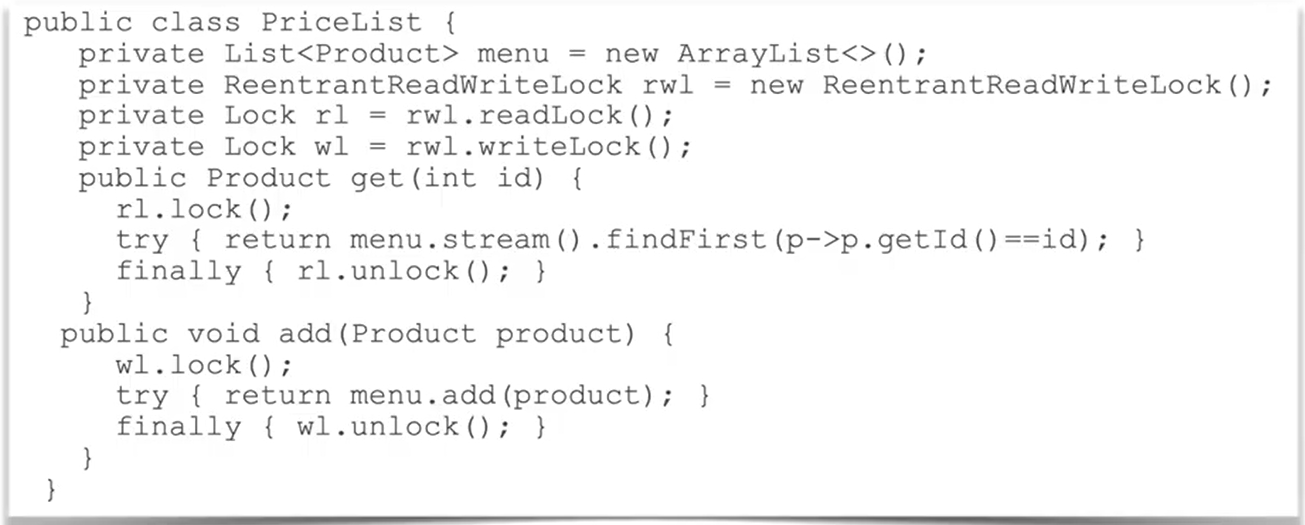 public class PriceList {
private List<Product> menu = new ArrayList<>();
private ReentrantReadWriteLock rwl = new ReentrantReadWriteLock();
private Lock rl = rwl.readLock();
private Lock wl = rwl.writeLock();
public Product get(int id) {
rl.lock();
try { return menu.stream().findFirst(p->p.getId()==id); }
finally { rl.unlock(); }
}
public void add(Product product) {
wl.lock();
try { return menu.add(product); }
finally { wl.unlock(); }
}
}